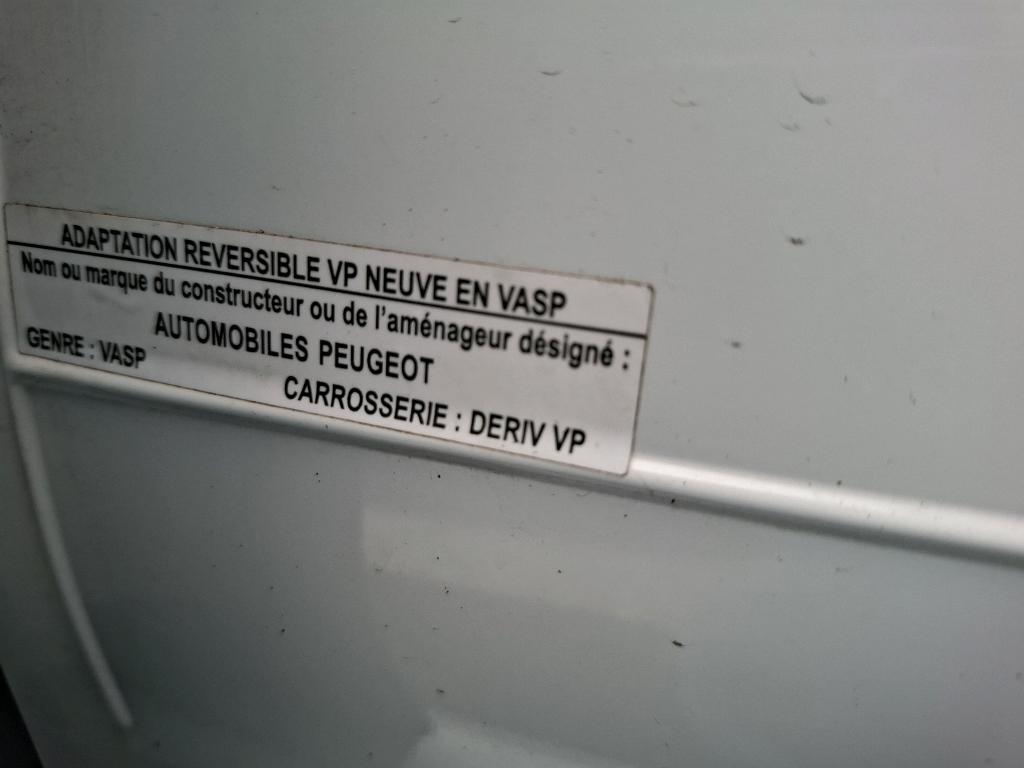 ADAPTATION REVERSIBLE VP NEUVE EN VASP
Nom ou marque du constructeur ou de l'aménageur désigné :
AUTOMOBILES PEUGEOT
GENRE : VASP
CARROSSERIE : DERIV VP